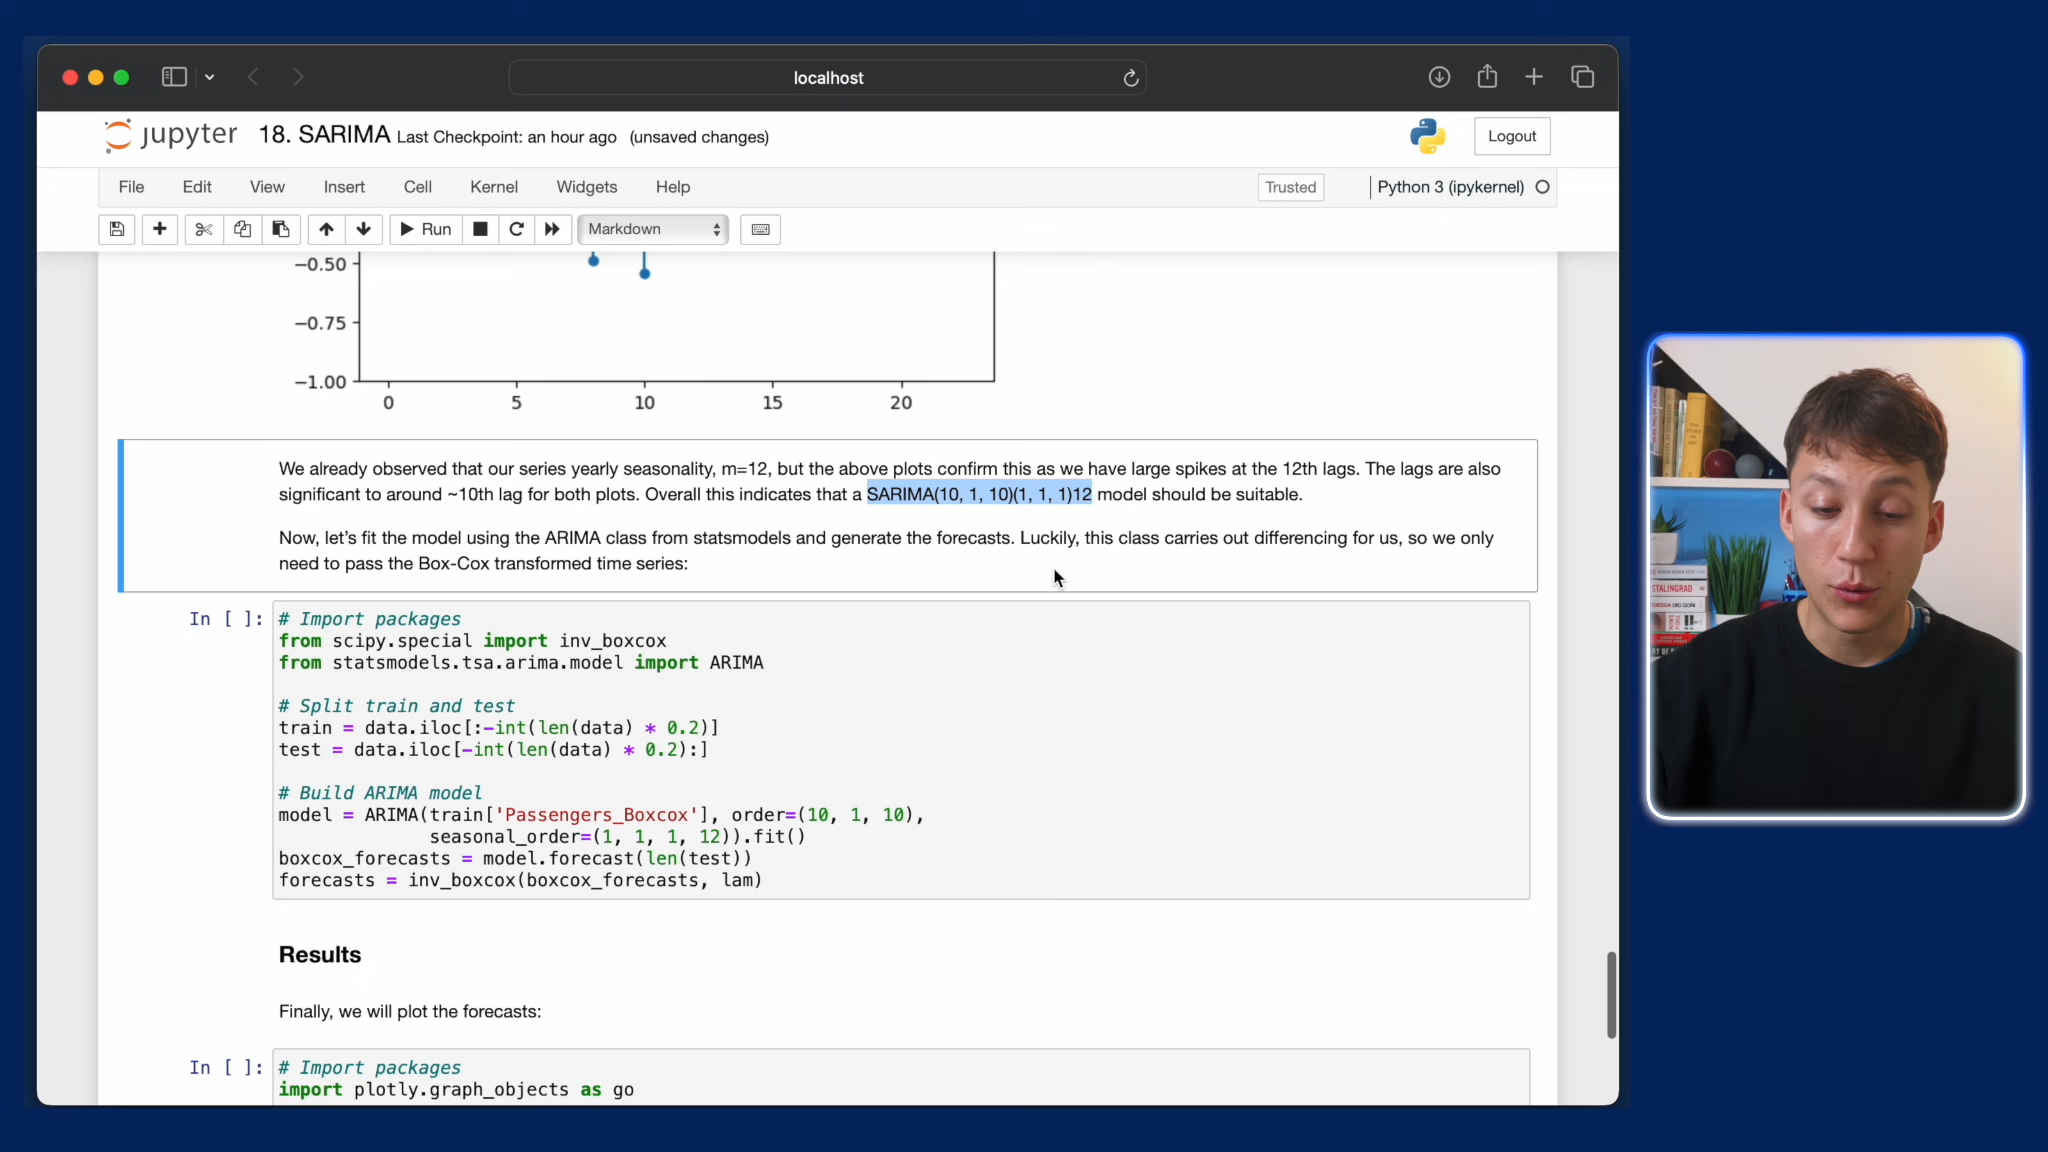 localhost
jupyter 18. SARIMA Last Checkpoint: an hour ago (unsaved changes)
Logout
File Edit View Insert Cell Kernel Widgets Help
Trusted
Python 3 (ipykernel)
Run
Markdown
−0.50
−0.75
−1.00
0 5 10 15 20
We already observed that our series yearly seasonality, m=12, but the above plots confirm this as we have large spikes at the 12th lags. The lags are also
significant to around ~10th lag for both plots. Overall this indicates that a SARIMA(10, 1, 10)(1, 1, 1)12 model should be suitable.
Now, let's fit the model using the ARIMA class from statsmodels and generate the forecasts. Luckily, this class carries out differencing for us, so we only
need to pass the Box-Cox transformed time series:
In [ ]: # Import packages
from scipy.special import inv_boxcox
from statsmodels.tsa.arima.model import ARIMA
# Split train and test
train = data.iloc[:-int(len(data) * 0.2)]
test = data.iloc[-int(len(data) * 0.2):]
# Build ARIMA model
model = ARIMA(train['Passengers_Boxcox'], order=(10, 1, 10),
seasonal_order=(1, 1, 1, 12)).fit()
boxcox_forecasts = model.forecast(len(test))
forecasts = inv_boxcox(boxcox_forecasts, lam)
Results
Finally, we will plot the forecasts:
In [ ]: # Import packages
import plotly.graph_objects as go
STALINGRAD